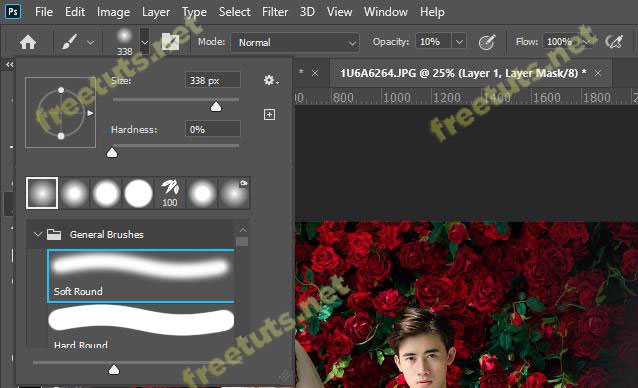 Ps File Edit Image Layer Type Select Filter 3D View Window Help
338 Mode: Normal Opacity: 10% Flow: 100%
Size: 338 px
Hardness: 0%
* × 1U6A6264.JPG @ 25% (Layer 1, Layer Mask/8) * ×
800 1000 1200 1400 1600 1800
100
General Brushes
Soft Round
Hard Round
freetuts.net
freetuts.net
freetuts.net
freetuts.net